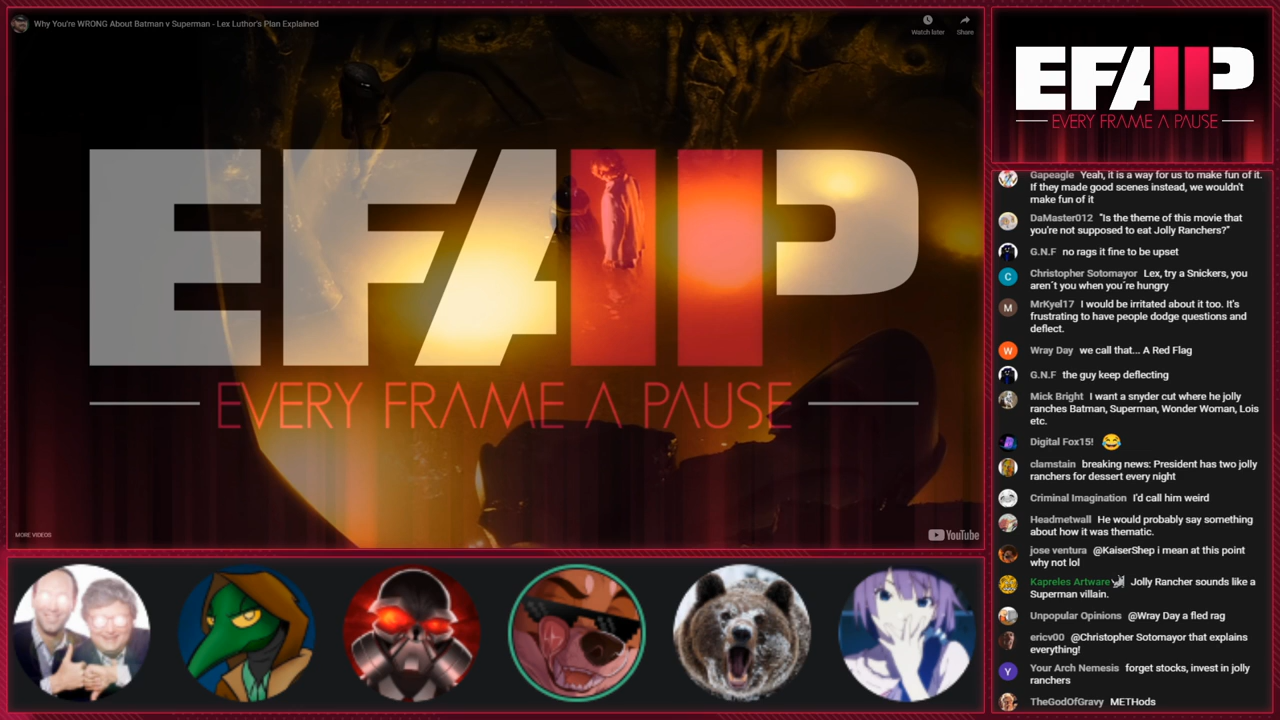 Why You're WRONG About Batman v Superman - Lex Luthor's Plan Explained
Watch later
Share
EFAP
EVERY FRAME A PAUSE
MORE VIDEOS
YouTube
EFAP
EVERY FRAME A PAUSE
Gapeagle Yeah, it is a way for us to make fun of it.
If they made good scenes instead, we wouldn't
make fun of it
DaMaster012 "Is the theme of this movie that
you're not supposed to eat Jolly Ranchers?"
G.N.F no rags it fine to be upset
C
Christopher Sotomayor Lex, try a Snickers, you
aren´t you when you´re hungry
M
MrKyel17 I would be irritated about it too. It's
frustrating to have people dodge questions and
deflect.
W
Wray Day we call that... A Red Flag
G.N.F the guy keep deflecting
Mick Bright I want a snyder cut where he jolly
ranches Batman, Superman, Wonder Woman, Lois
etc.
Digital Fox15! 😂
clamstain breaking news: President has two jolly
ranchers for dessert every night
Criminal Imagination I'd call him weird
Headmetwall He would probably say something
about how it was thematic.
jose ventura @KaiserShep i mean at this point
why not lol
Kapreles Artware Jolly Rancher sounds like a
Superman villain.
Unpopular Opinions @Wray Day a fled rag
ericv00 @Christopher Sotomayor that explains
everything!
Y
Your Arch Nemesis forget stocks, invest in jolly
ranchers
TheGodOfGravy METHods